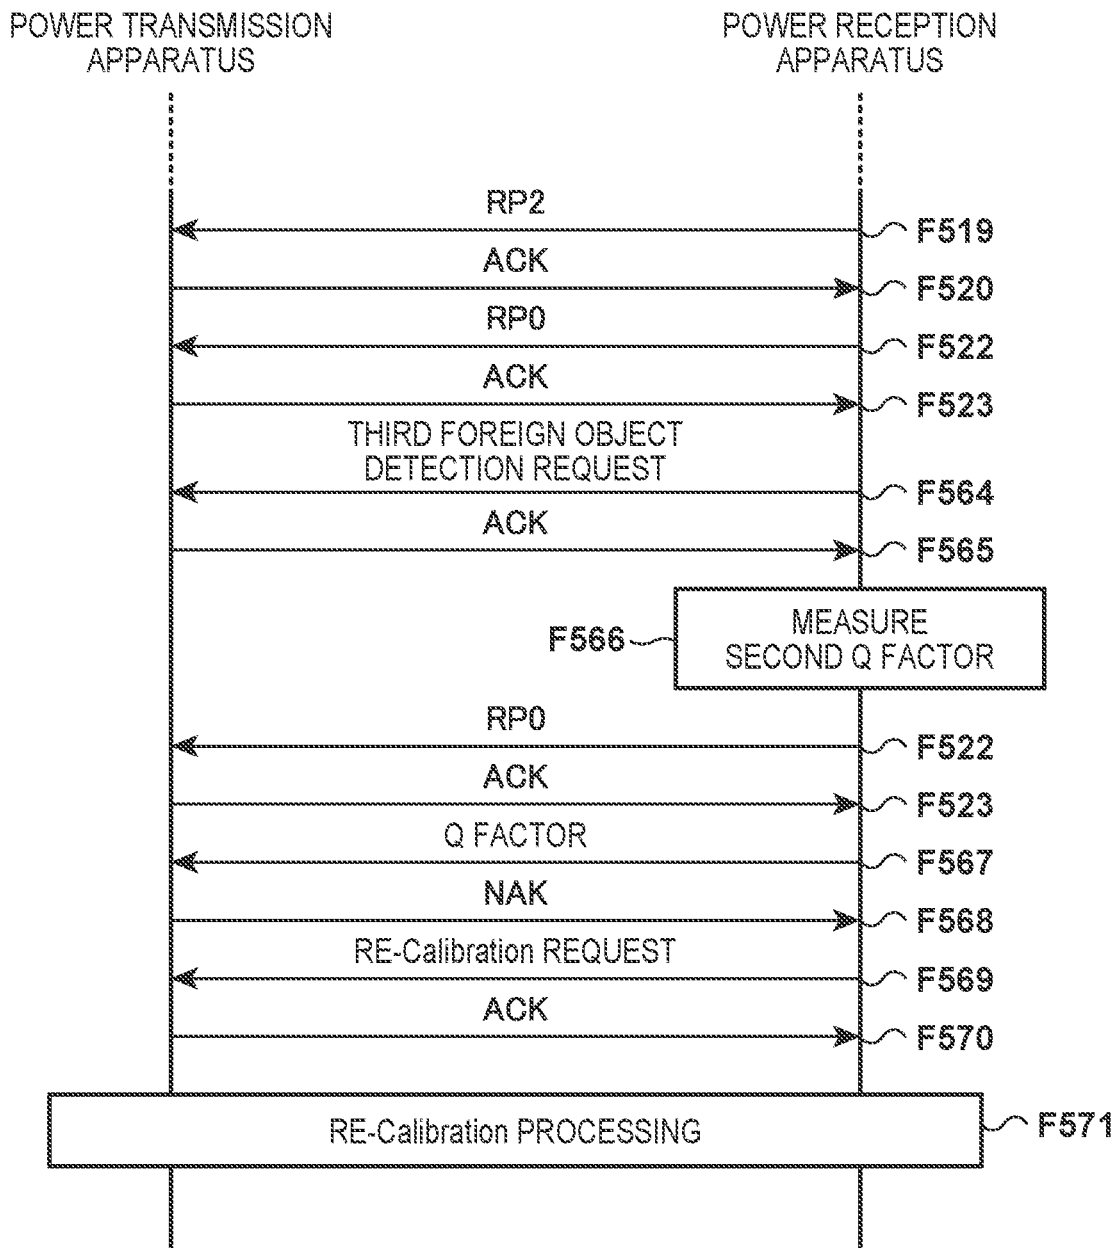 POWER TRANSMISSION
APPARATUS
POWER RECEPTION
APPARATUS
RP2
F519
ACK
F520
RP0
F522
ACK
F523
THIRD FOREIGN OBJECT
DETECTION REQUEST
F564
ACK
F565
F566
MEASURE
SECOND Q FACTOR
RP0
F522
ACK
F523
Q FACTOR
F567
NAK
F568
RE-Calibration REQUEST
F569
ACK
F570
RE-Calibration PROCESSING
F571